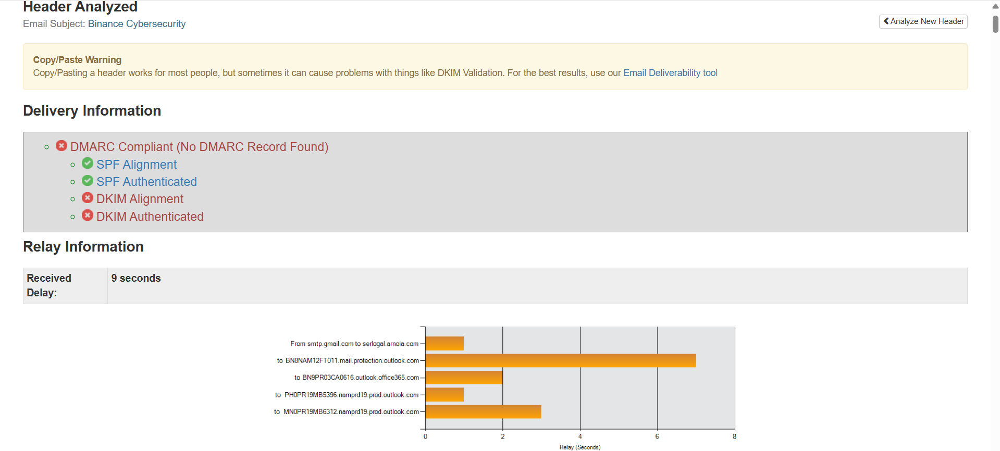 Header Analyzed
Email Subject: Binance Cybersecurity
Analyze New Header
Copy/Paste Warning
Copy/Pasting a header works for most people, but sometimes it can cause problems with things like DKIM Validation. For the best results, use our Email Deliverability tool
Delivery Information
DMARC Compliant (No DMARC Record Found)
SPF Alignment
SPF Authenticated
DKIM Alignment
DKIM Authenticated
Relay Information
Received Delay:
9 seconds
From smtp.gmail.com to serlogal.arnoia.com
to BN8NAM12FT011.mail.protection.outlook.com
to BN9PR03CA0616.outlook.office365.com
to PH0PR19MB5396.namprd19.prod.outlook.com
to MN0PR19MB6312.namprd19.prod.outlook.com
0 2 4 6 8
Relay (Seconds)